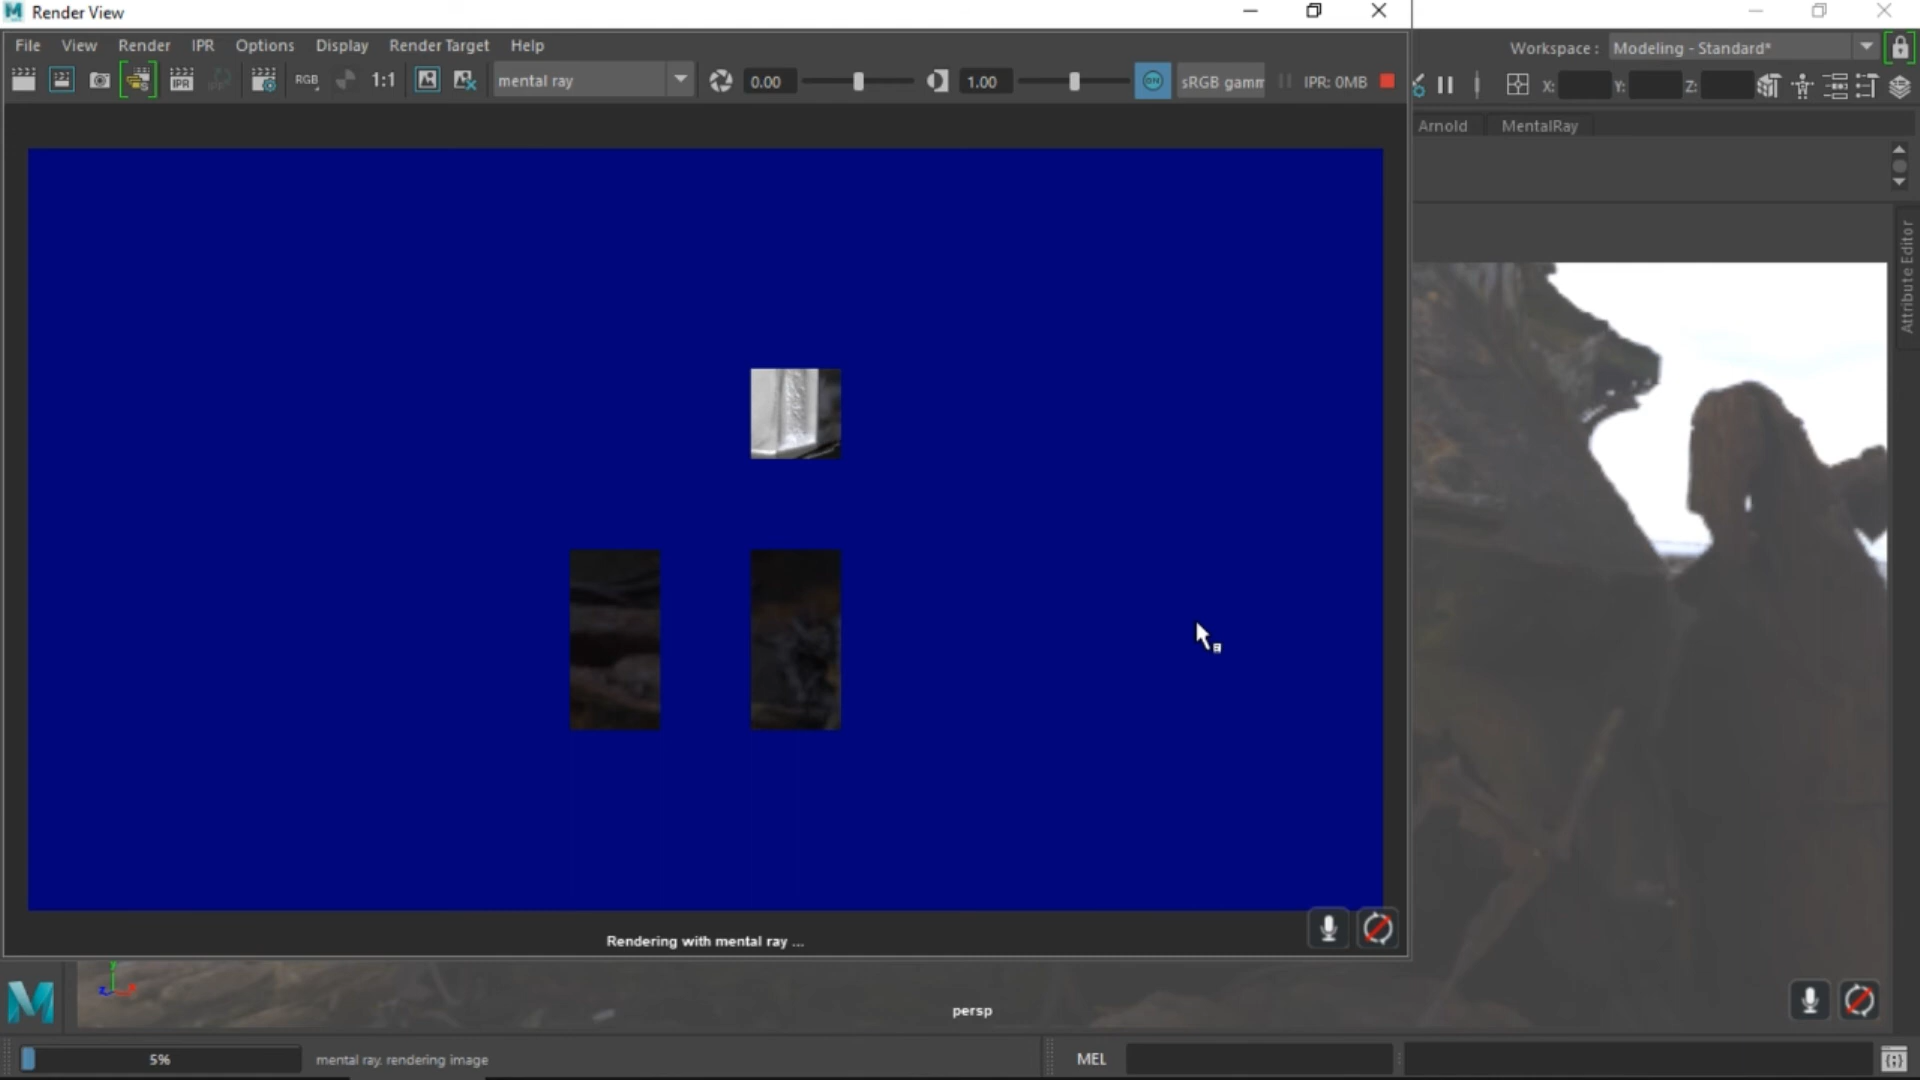 Render View
File View Render IPR Options Display Render Target Help
IPR RGB 1:1 mental ray 0.00 1.00 ON sRGB gamm IPR: 0MB
Rendering with mental ray ...
Workspace : Modeling - Standard*
X: Y: Z:
Arnold MentalRay
Attribute Editor
y
z x
persp
M
5% mental ray. rendering image MEL